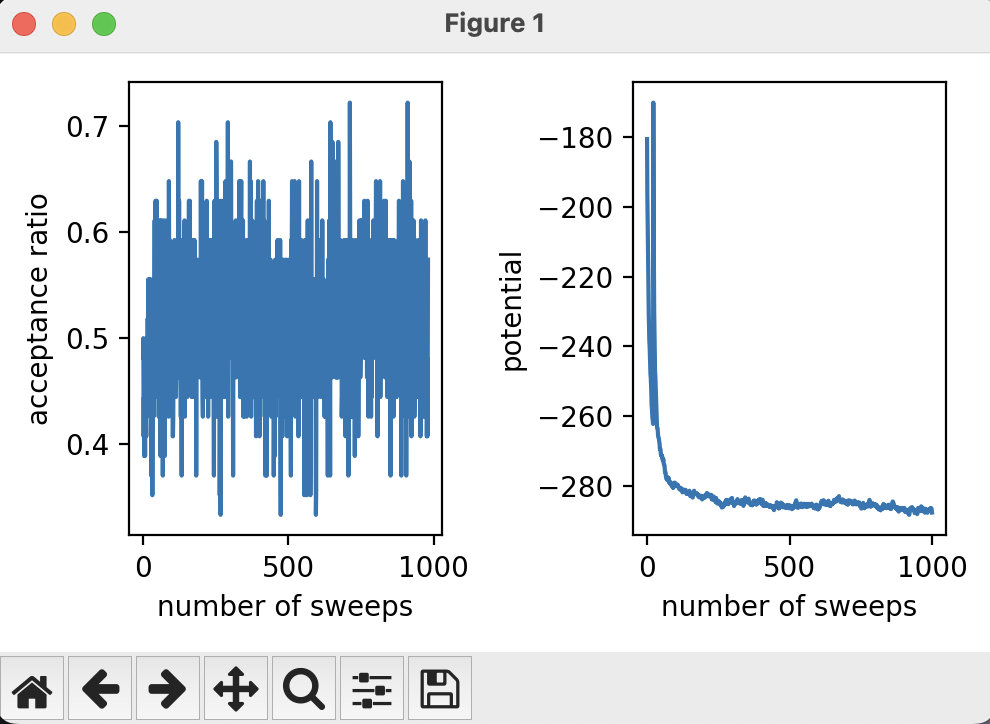 Figure 1
0.7
0.6
0.5
0.4
acceptance ratio
0 500 1000
number of sweeps
−180
−200
−220
−240
−260
−280
potential
0 500 1000
number of sweeps